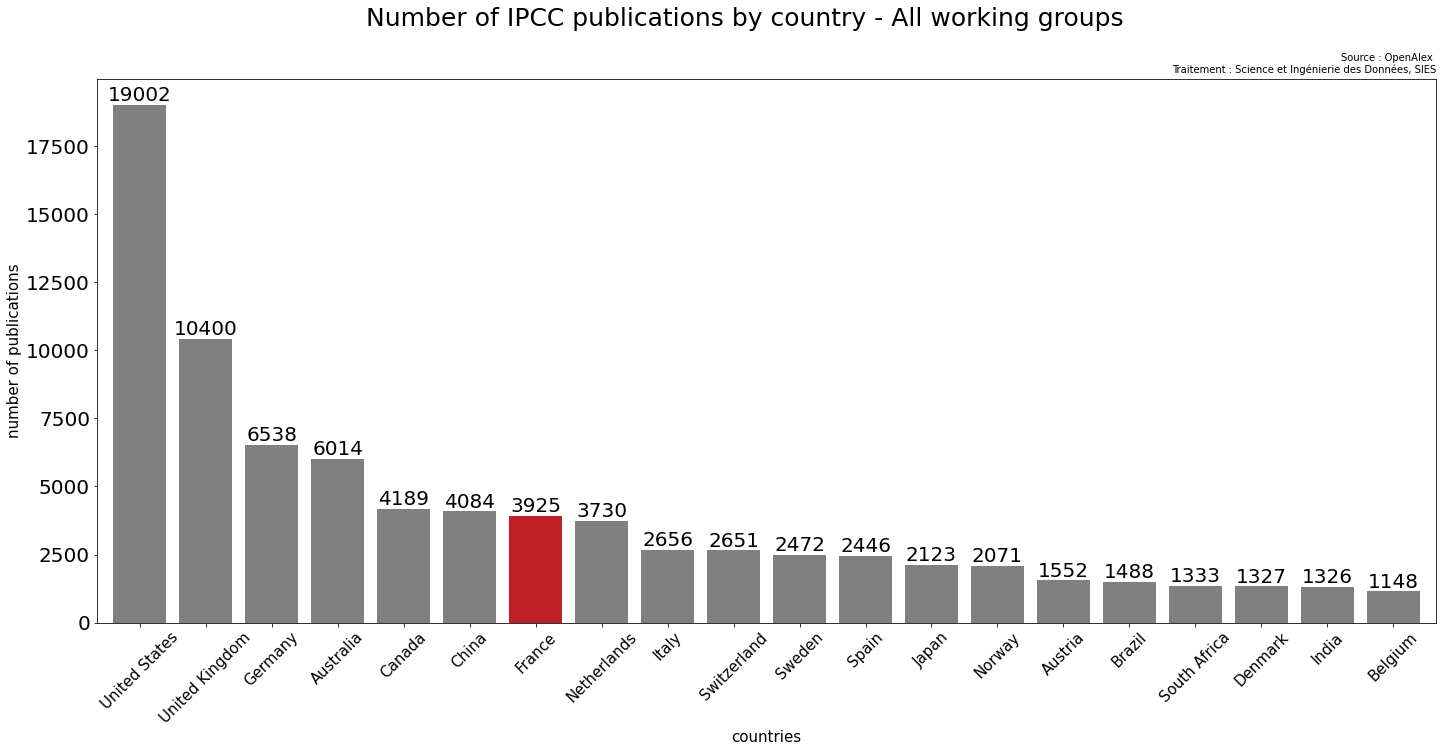 Number of IPCC publications by country - All working groups
Source : OpenAlex
Traitement : Science et Ingénierie des Données, SIES
number of publications
17500
15000
12500
10000
7500
5000
2500
0
19002
10400
6538
6014
4189
4084
3925
3730
2656
2651
2472
2446
2123
2071
1552
1488
1333
1327
1326
1148
United States
United Kingdom
Germany
Australia
Canada
China
France
Netherlands
Italy
Switzerland
Sweden
Spain
Japan
Norway
Austria
Brazil
South Africa
Denmark
India
Belgium
countries